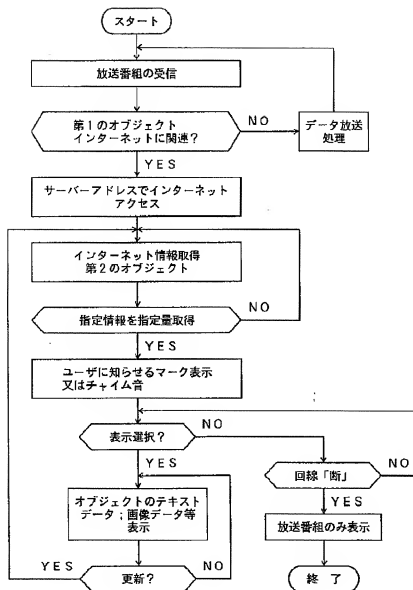 スタート
放送番組の受信
第1のオブジェクト
インターネットに関連?
NO
データ放送
処理
YES
サーバーアドレスでインターネット
アクセス
インターネット情報取得
第2のオブジェクト
指定情報を指定量取得
NO
YES
ユーザに知らせるマーク表示
又はチャイム音
表示選択?
NO
YES
回線「断」
NO
オブジェクトのテキスト
データ;画像データ等
表示
YES
放送番組のみ表示
YES
更新?
NO
終 了